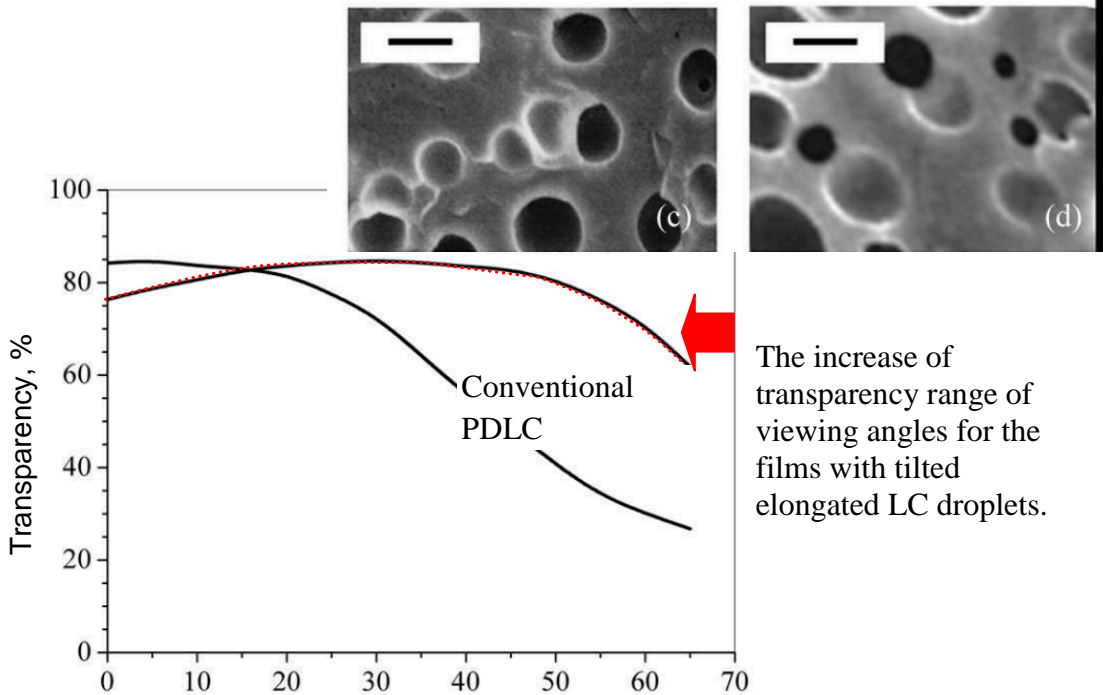 (c)
(d)
100
80
60
40
20
0
Transparency, %
0 10 20 30 40 50 60 70
Conventional
PDLC
The increase of
transparency range of
viewing angles for the
films with tilted
elongated LC droplets.